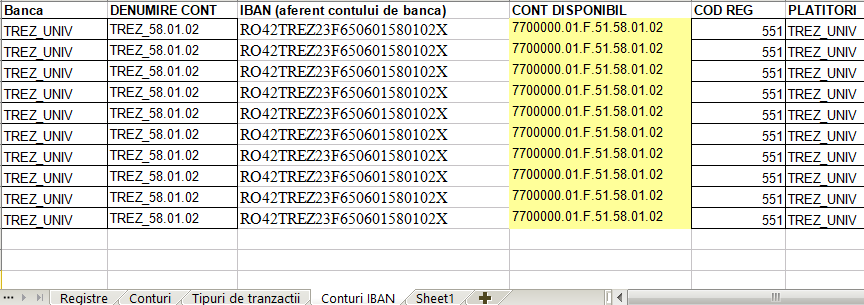 Banca DENUMIRE CONT IBAN (aferent contului de banca) CONT DISPONIBIL COD REG PLATITORI
TREZ_UNIV TREZ_58.01.02 RO42TREZ23F650601580102X 7700000.01.F.51.58.01.02 551 TREZ_UNIV
TREZ_UNIV TREZ_58.01.02 RO42TREZ23F650601580102X 7700000.01.F.51.58.01.02 551 TREZ_UNIV
TREZ_UNIV TREZ_58.01.02 RO42TREZ23F650601580102X 7700000.01.F.51.58.01.02 551 TREZ_UNIV
TREZ_UNIV TREZ_58.01.02 RO42TREZ23F650601580102X 7700000.01.F.51.58.01.02 551 TREZ_UNIV
TREZ_UNIV TREZ_58.01.02 RO42TREZ23F650601580102X 7700000.01.F.51.58.01.02 551 TREZ_UNIV
TREZ_UNIV TREZ_58.01.02 RO42TREZ23F650601580102X 7700000.01.F.51.58.01.02 551 TREZ_UNIV
TREZ_UNIV TREZ_58.01.02 RO42TREZ23F650601580102X 7700000.01.F.51.58.01.02 551 TREZ_UNIV
TREZ_UNIV TREZ_58.01.02 RO42TREZ23F650601580102X 7700000.01.F.51.58.01.02 551 TREZ_UNIV
TREZ_UNIV TREZ_58.01.02 RO42TREZ23F650601580102X 7700000.01.F.51.58.01.02 551 TREZ_UNIV
TREZ_UNIV TREZ_58.01.02 RO42TREZ23F650601580102X 7700000.01.F.51.58.01.02 551 TREZ_UNIV
... Registre Conturi Tipuri de tranzactii Conturi IBAN Sheet1